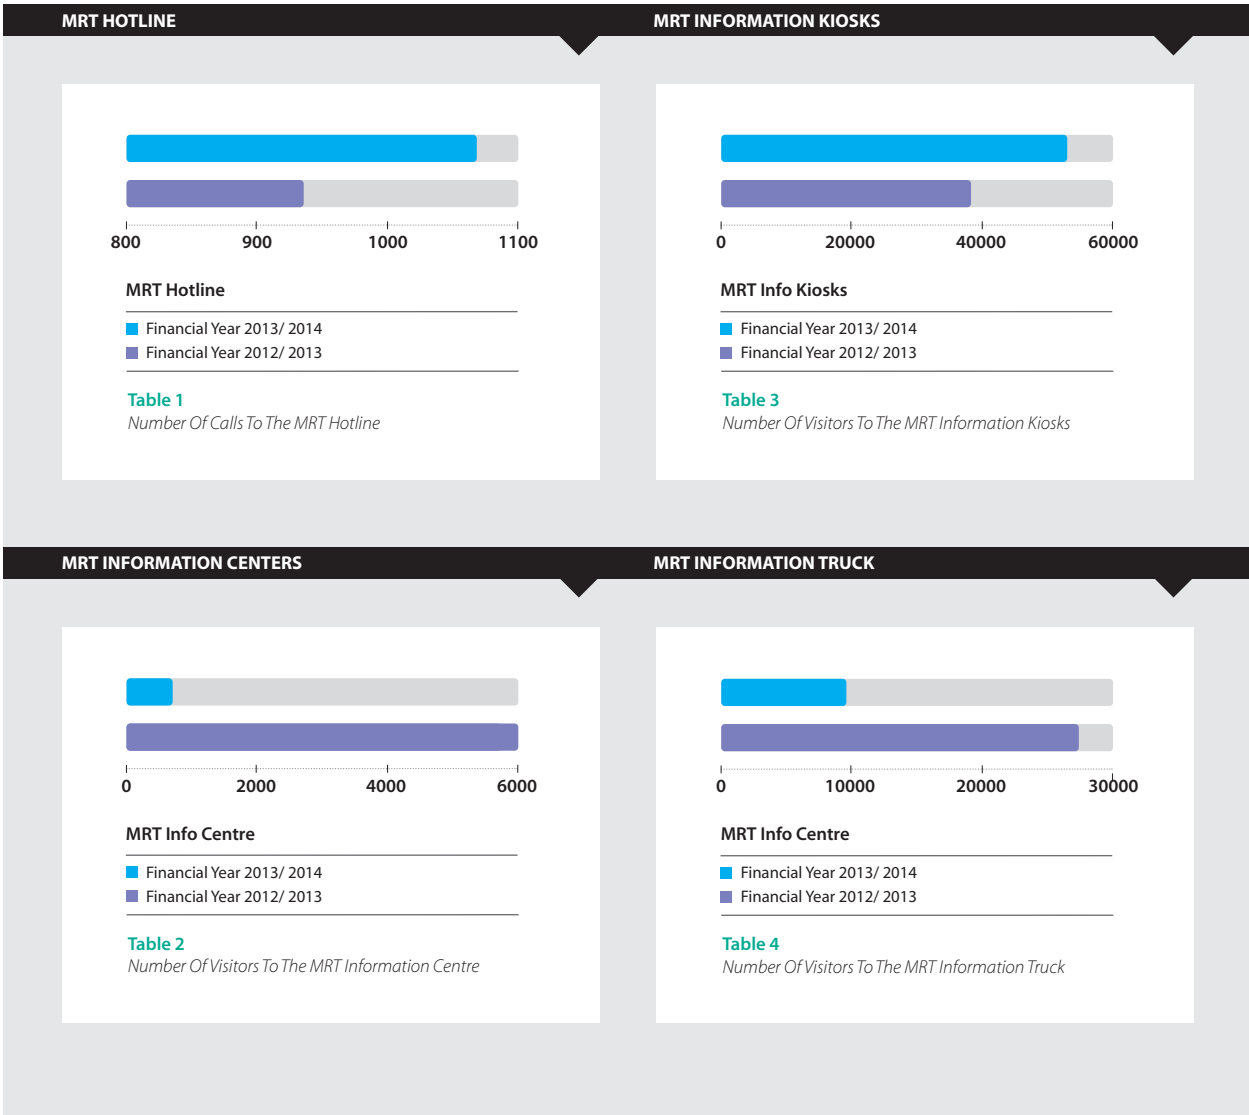 MRT HOTLINE
800 900 1000 1100
MRT Hotline
Financial Year 2013/ 2014
Financial Year 2012/ 2013
Table 1
Number Of Calls To The MRT Hotline
MRT INFORMATION KIOSKS
0 20000 40000 60000
MRT Info Kiosks
Financial Year 2013/ 2014
Financial Year 2012/ 2013
Table 3
Number Of Visitors To The MRT Information Kiosks
MRT INFORMATION CENTERS
0 2000 4000 6000
MRT Info Centre
Financial Year 2013/ 2014
Financial Year 2012/ 2013
Table 2
Number Of Visitors To The MRT Information Centre
MRT INFORMATION TRUCK
0 10000 20000 30000
MRT Info Centre
Financial Year 2013/ 2014
Financial Year 2012/ 2013
Table 4
Number Of Visitors To The MRT Information Truck